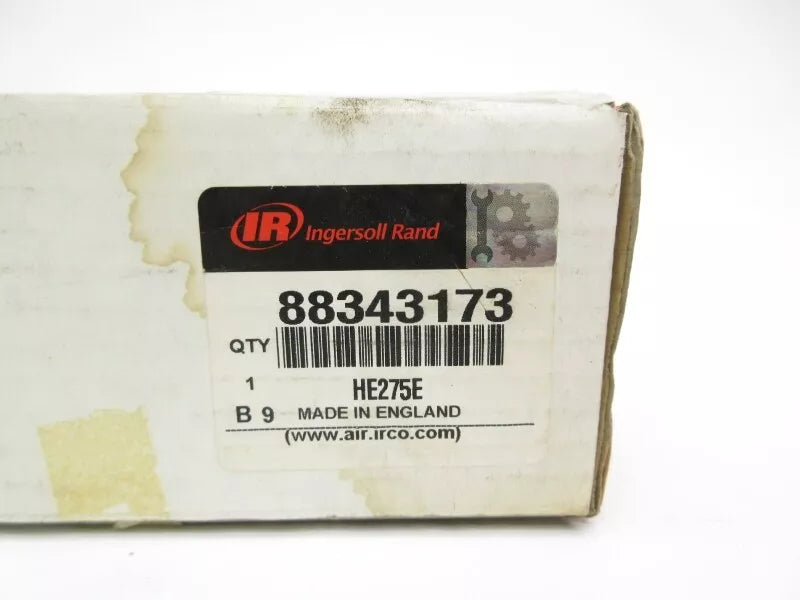 IR Ingersoll Rand
88343173
QTY
1
HE275E
B 9 MADE IN ENGLAND
(www.air.irco.com)